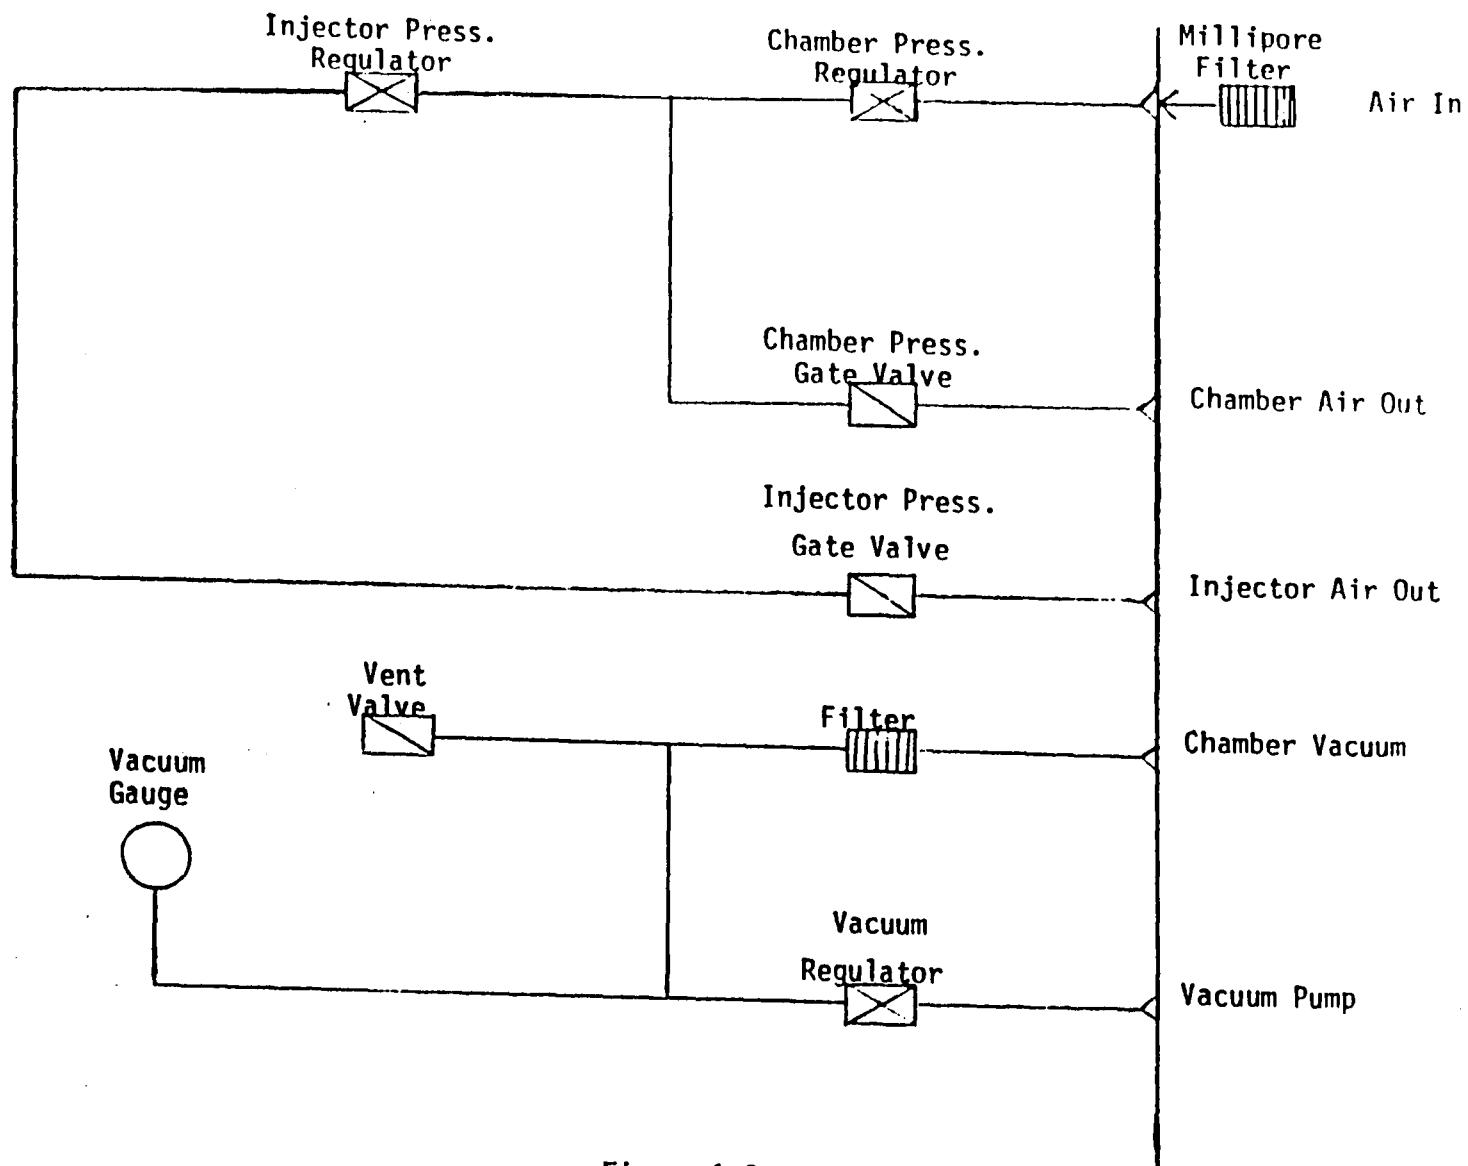 Injector Press.
Regulator
Chamber Press.
Regulator
Millipore
Filter
Air In
Chamber Press.
Gate Valve
Chamber Air Out
Injector Press.
Gate Valve
Injector Air Out
Vent
Valve
Filter
Chamber Vacuum
Vacuum
Gauge
Vacuum
Regulator
Vacuum Pump